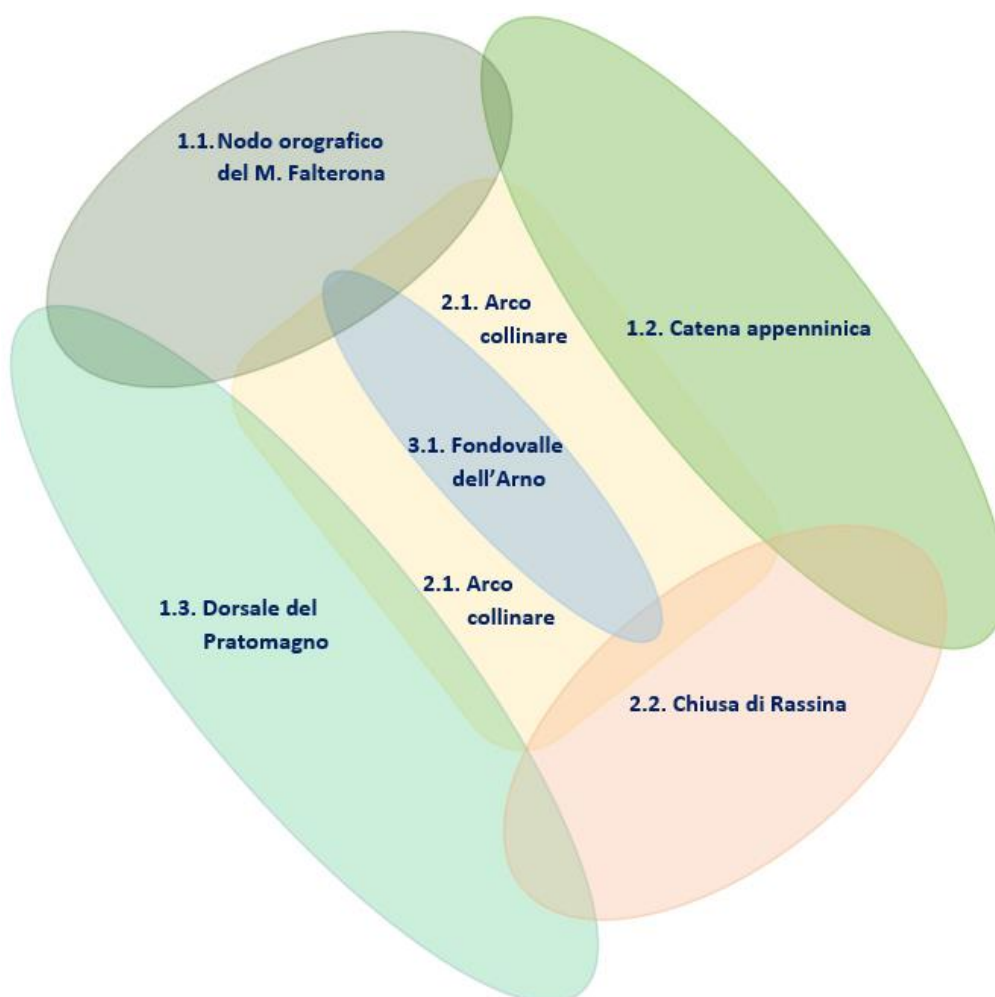 1.1. Nodo orografico
del M. Falterona
2.1. Arco
collinare
1.2. Catena appenninica
3.1. Fondovalle
dell’Arno
2.1. Arco
collinare
1.3. Dorsale del
Pratomagno
2.2. Chiusa di Rassina